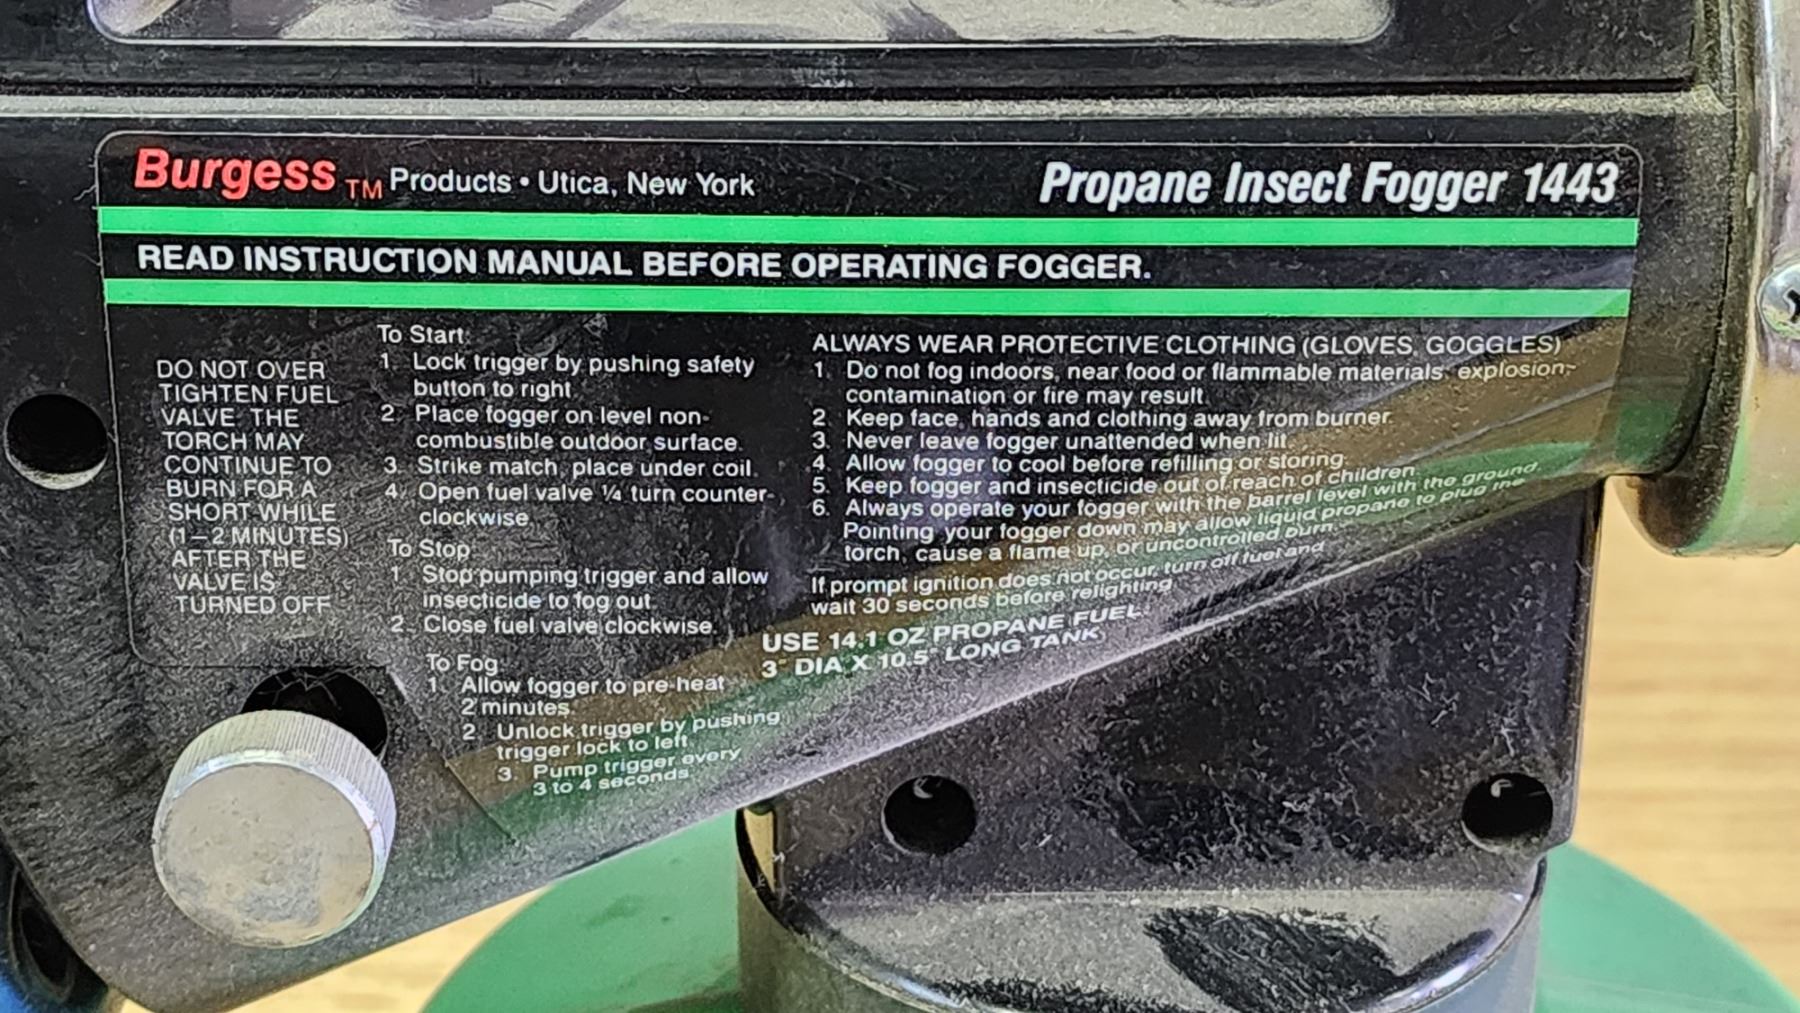 Burgess TM Products • Utica, New York
Propane Insect Fogger 1443
READ INSTRUCTION MANUAL BEFORE OPERATING FOGGER.
DO NOT OVER
TIGHTEN FUEL
VALVE THE
TORCH MAY
CONTINUE TO
BURN FOR A
SHORT WHILE
(1–2 MINUTES)
AFTER THE
VALVE IS
TURNED OFF
To Start:
1. Lock trigger by pushing safety
button to right
2. Place fogger on level non-
combustible outdoor surface.
3. Strike match, place under coil.
4. Open fuel valve ¼ turn counter-
clockwise
To Stop
1. Stop pumping trigger and allow
insecticide to fog out
2. Close fuel valve clockwise.
To Fog
1. Allow fogger to pre-heat
2 minutes
2. Unlock trigger by pushing
trigger lock to left
3. Pump trigger every
3 to 4 seconds
ALWAYS WEAR PROTECTIVE CLOTHING (GLOVES, GOGGLES)
1. Do not fog indoors, near food or flammable materials, explosion-
contamination or fire may result.
2. Keep face, hands and clothing away from burner.
3. Never leave fogger unattended when lit.
4. Allow fogger to cool before refilling or storing.
5. Keep fogger and insecticide out of reach of children.
6. Always operate your fogger with the barrel level with the ground.
Pointing your fogger down may allow liquid propane to plug the
torch, cause a flame up, or uncontrolled burn.
If prompt ignition does not occur, turn off fuel and
wait 30 seconds before relighting
USE 14.1 OZ PROPANE FUEL.
3" DIA X 10.5" LONG TANK